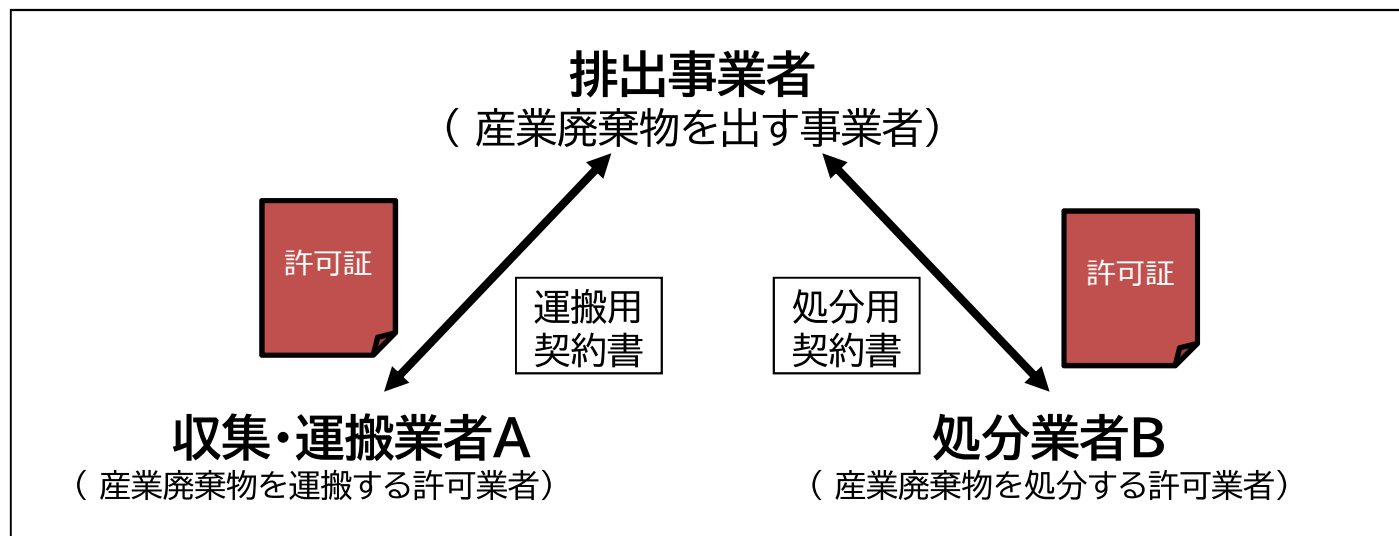 排出事業者
（ 産業廃棄物を出す事業者）
許可証
許可証
運搬用
契約書
処分用
契約書
収集・運搬業者A
（ 産業廃棄物を運搬する許可業者）
処分業者B
（ 産業廃棄物を処分する許可業者）